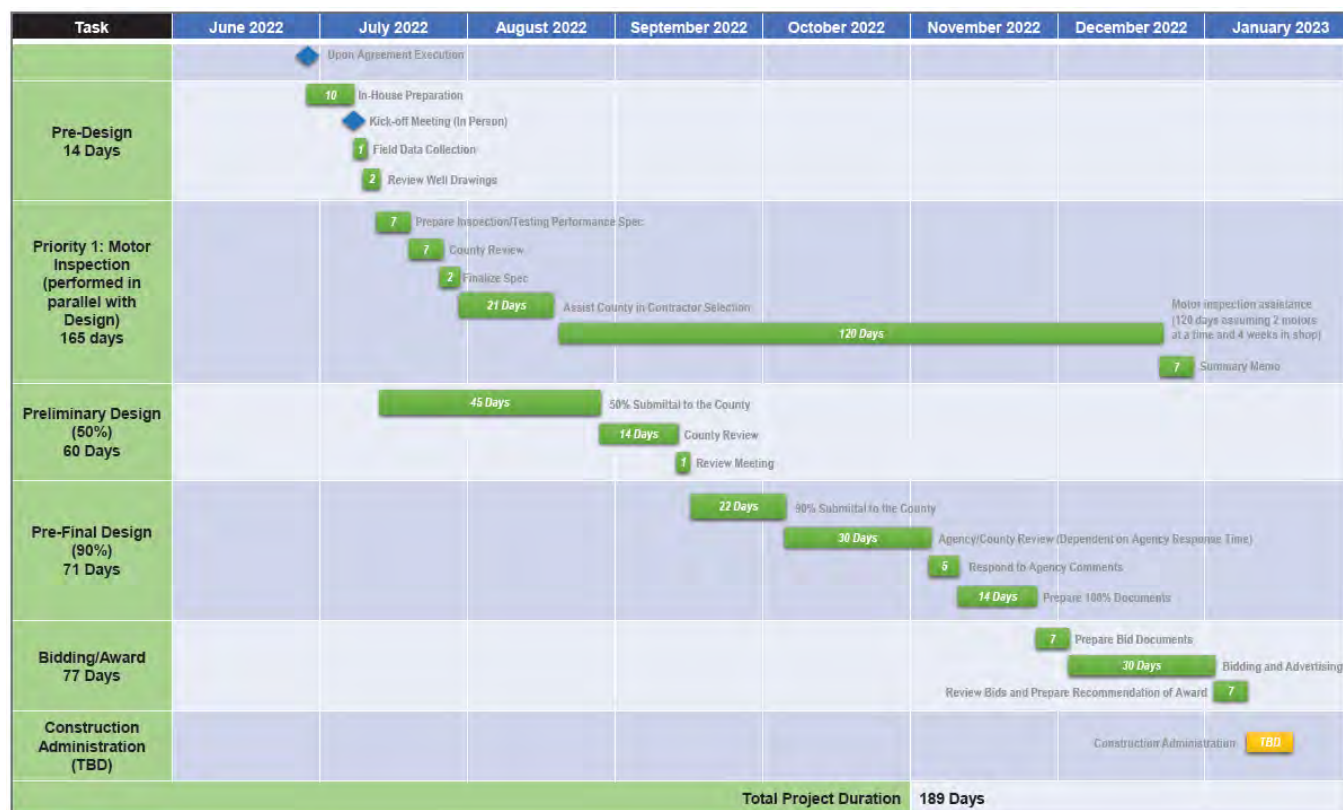 Task June 2022 July 2022 August 2022 September 2022 October 2022 November 2022 December 2022 January 2023
Upon Agreement Execution
Pre-Design
14 Days
10 In-House Preparation
Kick-off Meeting (In Person)
1 Field Data Collection
2 Review Well Drawings
Priority 1: Motor
Inspection
(performed in
parallel with
Design)
165 days
7 Prepare Inspection/Testing Performance Spec.
7 County Review
2 Finalize Spec
21 Days Assist County in Contractor Selection
120 Days
Motor inspection assistance
(120 days assuming 2 motors
at a time and 4 weeks in shop)
7 Summary Memo
Preliminary Design
(50%)
60 Days
45 Days 50% Submittal to the County
14 Days County Review
1 Review Meeting
Pre-Final Design
(90%)
71 Days
22 Days 90% Submittal to the County
30 Days Agency/County Review (Dependent on Agency Response Time)
5 Respond to Agency Comments
14 Days Prepare 100% Documents
Bidding/Award
77 Days
7 Prepare Bid Documents
30 Days Bidding and Advertising
Review Bids and Prepare Recommendation of Award 7
Construction
Administration
(TBD)
Construction Administration TBD
Total Project Duration 189 Days